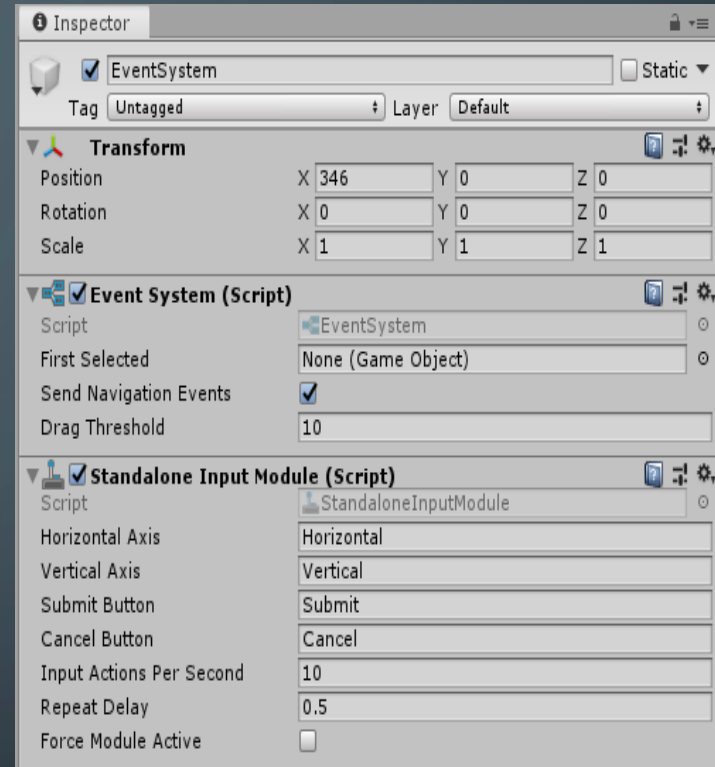 Inspector
EventSystem Static
Tag Untagged Layer Default
Transform
Position X 346 Y 0 Z 0
Rotation X 0 Y 0 Z 0
Scale X 1 Y 1 Z 1
Event System (Script)
Script EventSystem
First Selected None (Game Object)
Send Navigation Events
Drag Threshold 10
Standalone Input Module (Script)
Script StandaloneInputModule
Horizontal Axis Horizontal
Vertical Axis Vertical
Submit Button Submit
Cancel Button Cancel
Input Actions Per Second 10
Repeat Delay 0.5
Force Module Active